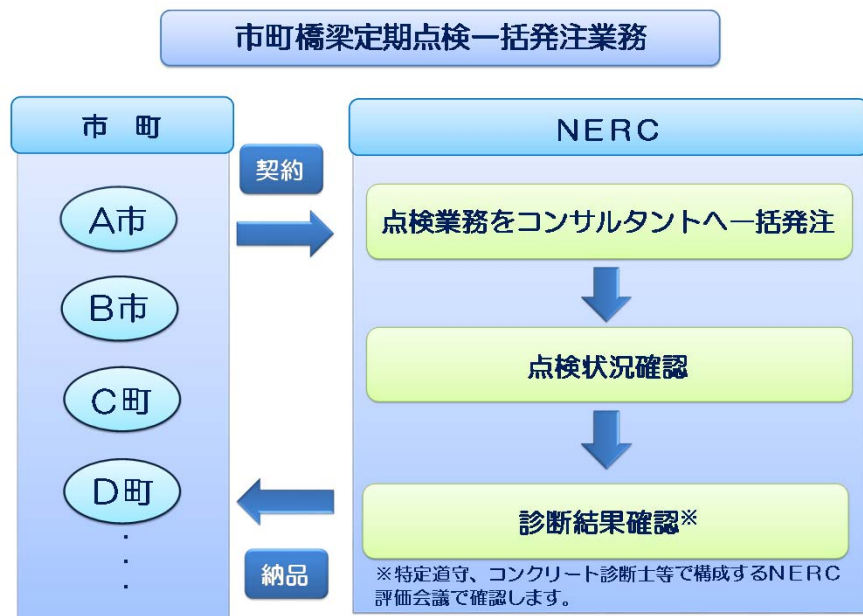 市町橋梁定期点検一括発注業務
市 町
A市
B市
C町
D町
・
・
・
契約
納品
NERC
点検業務をコンサルタントへ一括発注
点検状況確認
診断結果確認※
※特定道守、コンクリート診断士等で構成するNERC
評価会議で確認します。